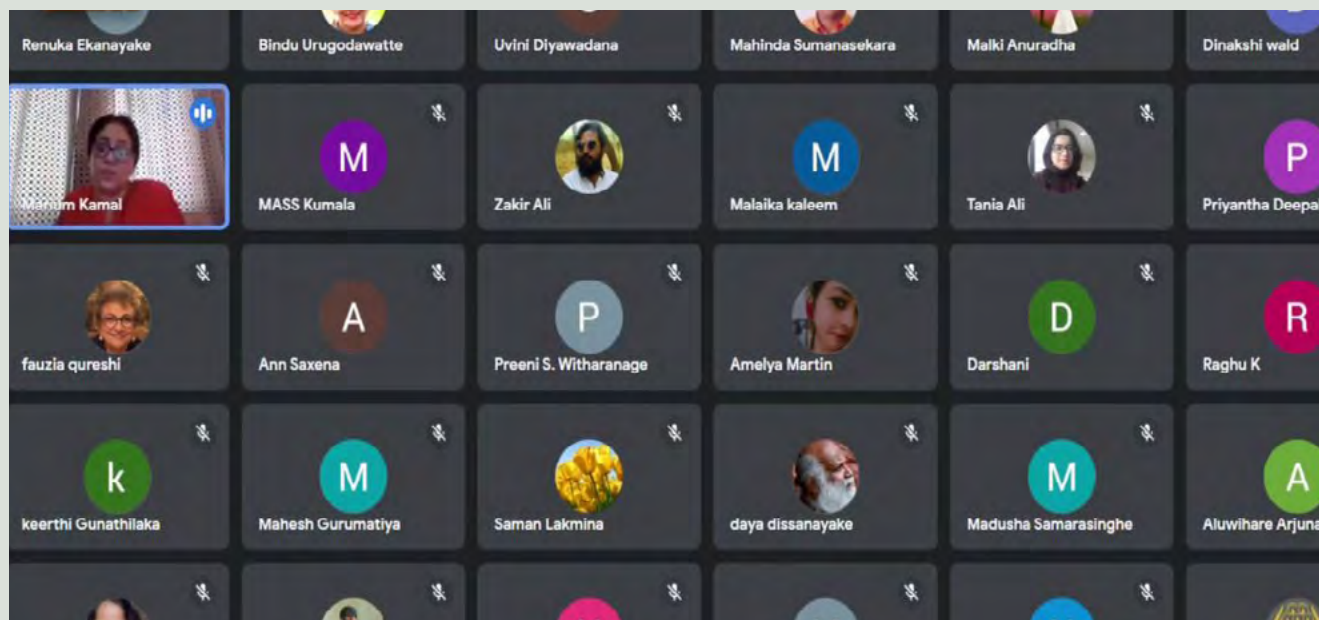 Renuka Ekanayake
Bindu Urugodawatte
Uvini Diyawadana
Mahinda Sumanasekara
Malki Anuradha
Dinakshi wald
M
M
P
Kamal
MASS Kumala
Zakir Ali
Malaika kaleem
Tania Ali
Priyantha
A
P
D
R
fauzia qureshi
Ann Saxena
Preeni S. Witharanage
Amelya Martin
Darshani
Raghu K
k
M
M
A
keerthi Gunathilaka
Mahesh Gurumatiya
Saman Lakmina
daya dissanayake
Madusha Samarasinghe
Aluwihare